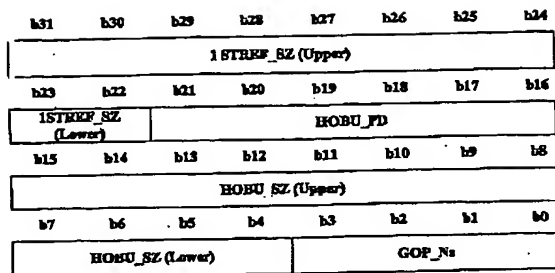 b31 b30 b29 b28 b27 b26 b25 b24
1STREF_SZ (Upper)
b23 b22 b21 b20 b19 b18 b17 b16
1STREF_SZ (Lower) HOBU_PD
b15 b14 b13 b12 b11 b10 b9 b8
HOBU_SZ (Upper)
b7 b6 b5 b4 b3 b2 b1 b0
HOBU_SZ (Lower) GOP_Ns